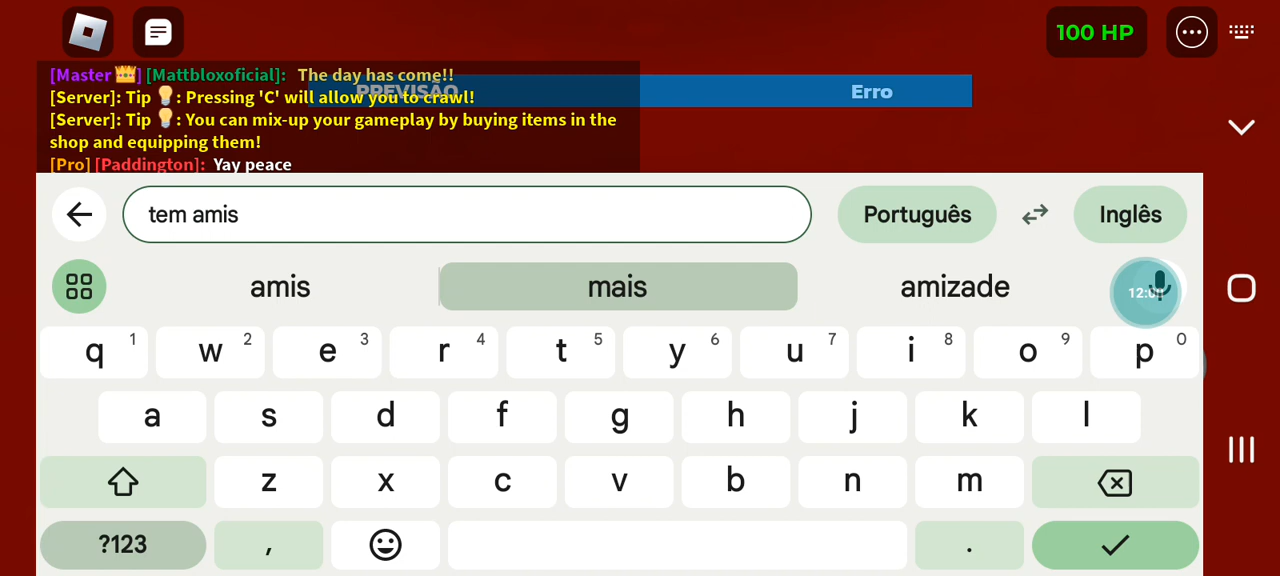 100 HP
[Master👑] [Mattbloxoficial]: The day has come!!
PREVISÃO Erro
[Server]: Tip 💡: Pressing 'C' will allow you to crawl!
[Server]: Tip 💡: You can mix-up your gameplay by buying items in the
shop and equipping them!
[Pro] [Paddington]: Yay peace
tem amis Português Inglês
amis mais amizade
q 1 w 2 e 3 r 4 t 5 y 6 u 7 i 8 o 9 p 0
a s d f g h j k l
z x c v b n m
?123 , .